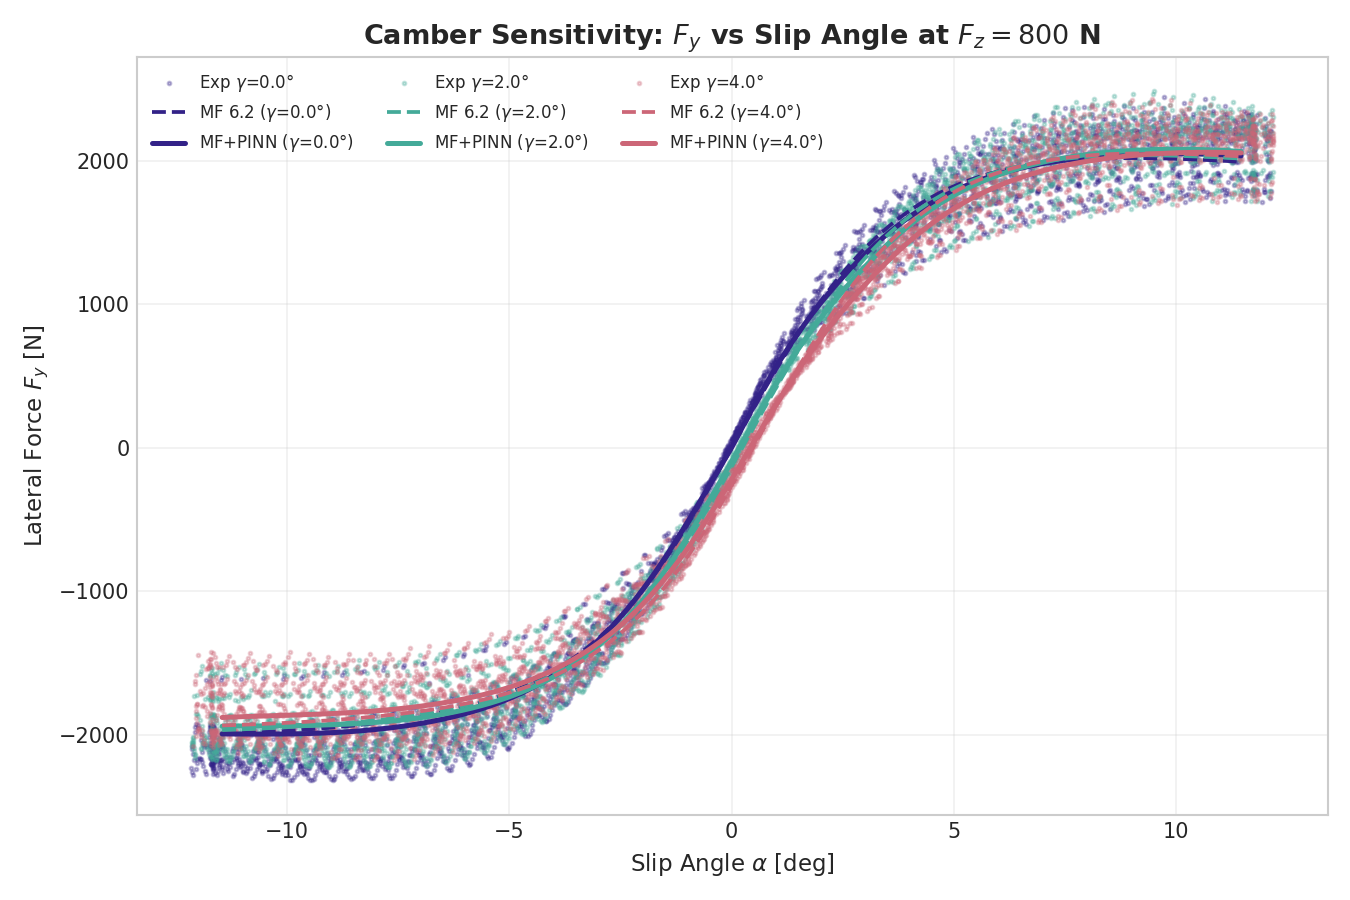 Camber Sensitivity: $F_y$ vs Slip Angle at $F_z = 800$ N
Exp γ=0.0°
MF 6.2 (γ=0.0°)
MF+PINN (γ=0.0°)
Exp γ=2.0°
MF 6.2 (γ=2.0°)
MF+PINN (γ=2.0°)
Exp γ=4.0°
MF 6.2 (γ=4.0°)
MF+PINN (γ=4.0°)
Lateral Force $F_y$ [N]
2000
1000
0
−1000
−2000
−10
−5
0
5
10
Slip Angle α [deg]